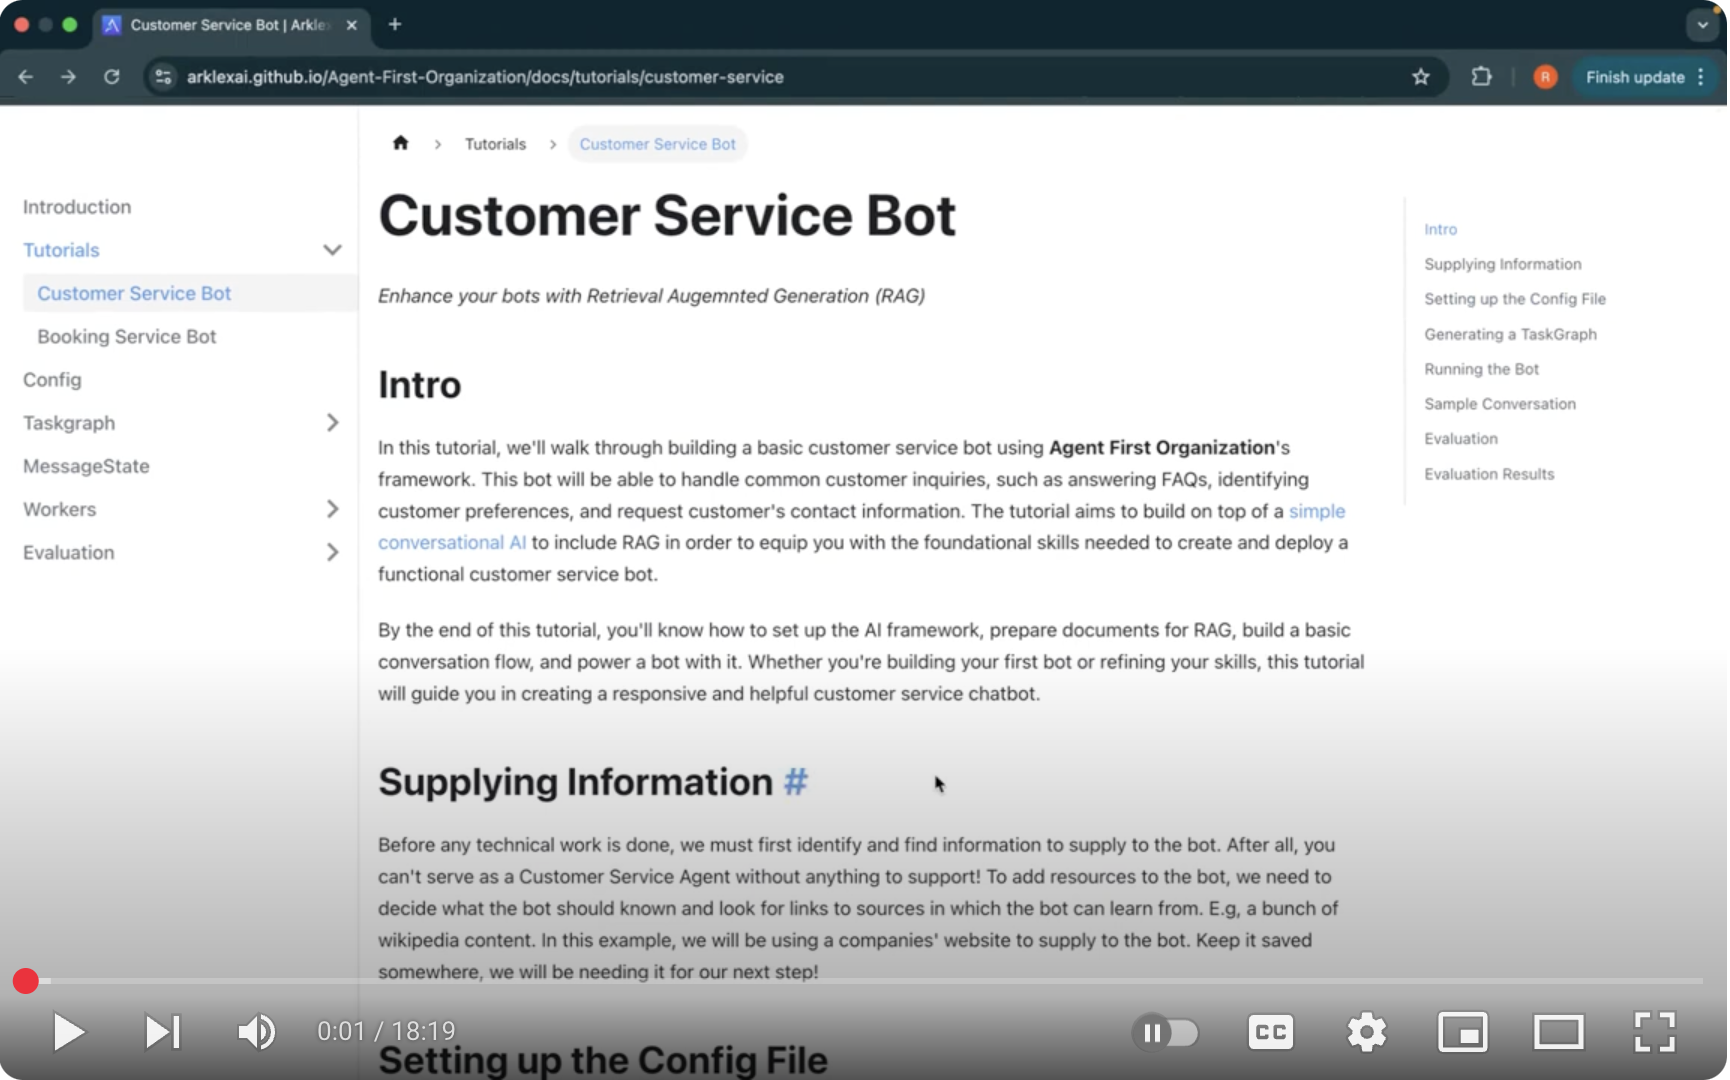 Customer Service Bot | Arkle
arklexai.github.io/Agent-First-Organization/docs/tutorials/customer-service
R
Finish update
Tutorials
Customer Service Bot
Introduction
Tutorials
Customer Service Bot
Booking Service Bot
Config
Taskgraph
MessageState
Workers
Evaluation
Customer Service Bot
Enhance your bots with Retrieval Augemnted Generation (RAG)
Intro
In this tutorial, we'll walk through building a basic customer service bot using Agent First Organization's
framework. This bot will be able to handle common customer inquiries, such as answering FAQs, identifying
customer preferences, and request customer's contact information. The tutorial aims to build on top of a simple
conversational AI to include RAG in order to equip you with the foundational skills needed to create and deploy a
functional customer service bot.
By the end of this tutorial, you'll know how to set up the AI framework, prepare documents for RAG, build a basic
conversation flow, and power a bot with it. Whether you're building your first bot or refining your skills, this tutorial
will guide you in creating a responsive and helpful customer service chatbot.
Supplying Information #
Before any technical work is done, we must first identify and find information to supply to the bot. After all, you
can't serve as a Customer Service Agent without anything to support! To add resources to the bot, we need to
decide what the bot should known and look for links to sources in which the bot can learn from. E.g, a bunch of
wikipedia content. In this example, we will be using a companies' website to supply to the bot. Keep it saved
somewhere, we will be needing it for our next step!
Setting up the Config File
Intro
Supplying Information
Setting up the Config File
Generating a TaskGraph
Running the Bot
Sample Conversation
Evaluation
Evaluation Results
0:01 / 18:19
CC